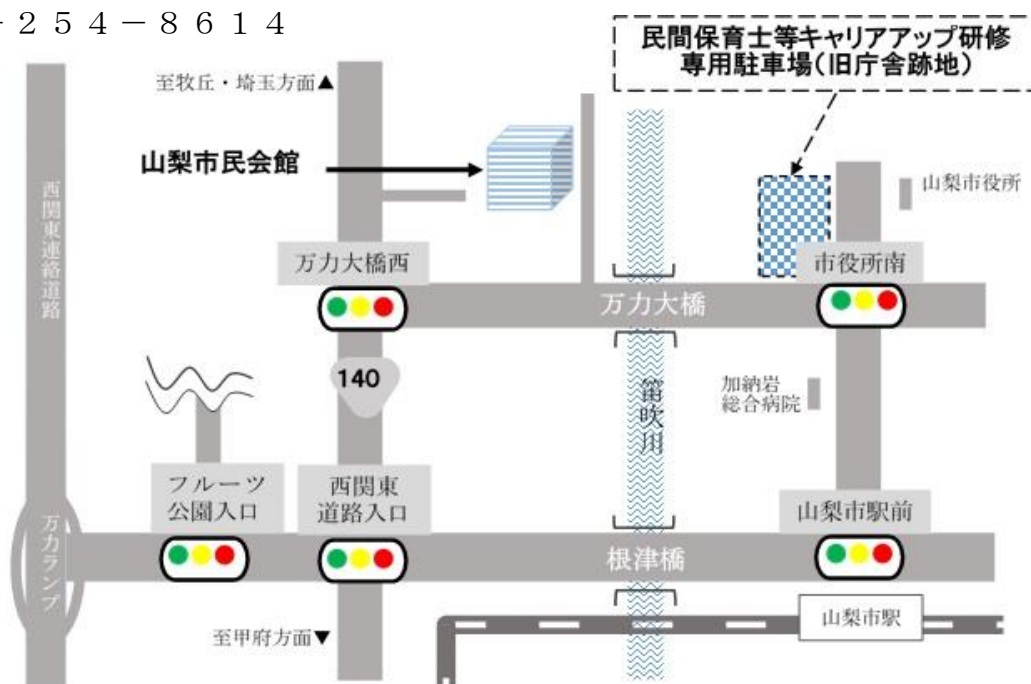 -254-8614
民間保育士等キャリアアップ研修
専用駐車場(旧庁舎跡地)
至牧丘・埼玉方面▲
山梨市民会館
山梨市役所
西関東連絡道路
万力大橋西
市役所南
万力大橋
140
笛吹川
加納岩
総合病院
フルーツ
公園入口
西関東
道路入口
山梨市駅前
万力ランプ
根津橋
山梨市駅
至甲府方面▼